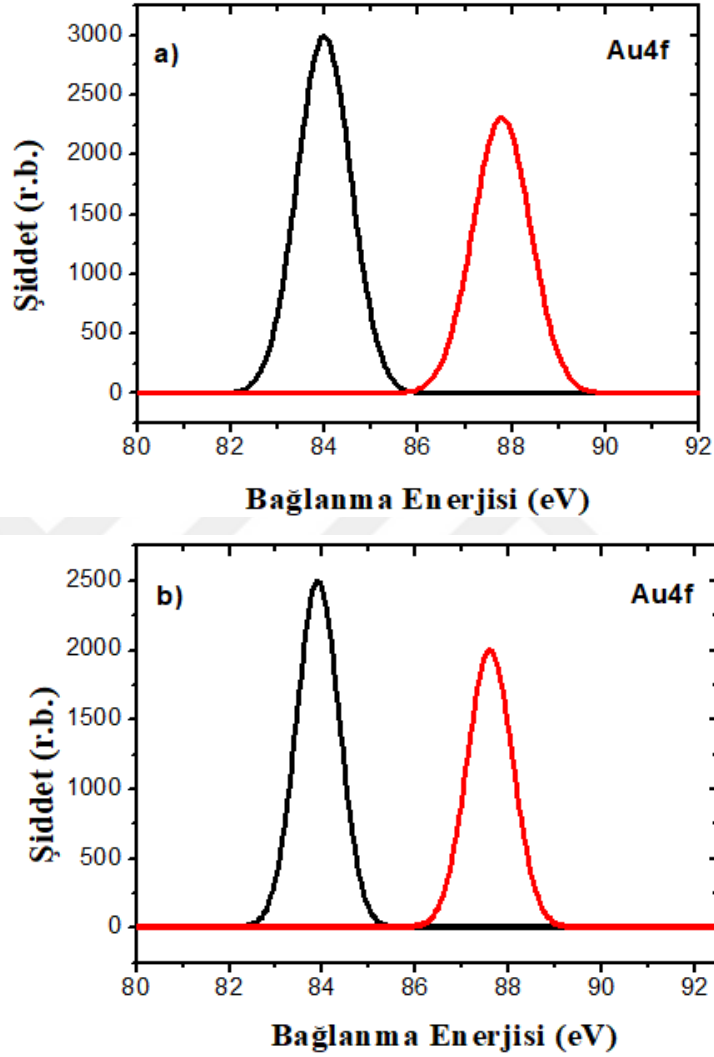 a)
Au4f
3000
2500
2000
1500
1000
500
0
Şiddet (r.b.)
80 82 84 86 88 90 92
Bağlanma Enerjisi (eV)
b)
Au4f
2500
2000
1500
1000
500
0
Şiddet (r.b.)
80 82 84 86 88 90 92
Bağlanma Enerjisi (eV)